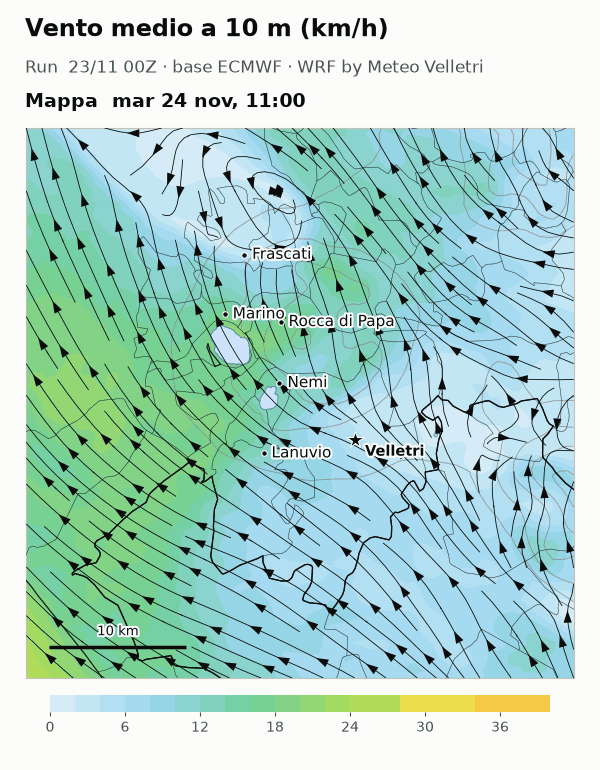 Vento medio a 10 m (km/h)
Run  23/11 00Z · base ECMWF · WRF by Meteo Velletri
Mappa  mar 24 nov, 11:00
Frascati
Marino
Rocca di Papa
Nemi
Velletri
Lanuvio
10 km
0 6 12 18 24 30 36